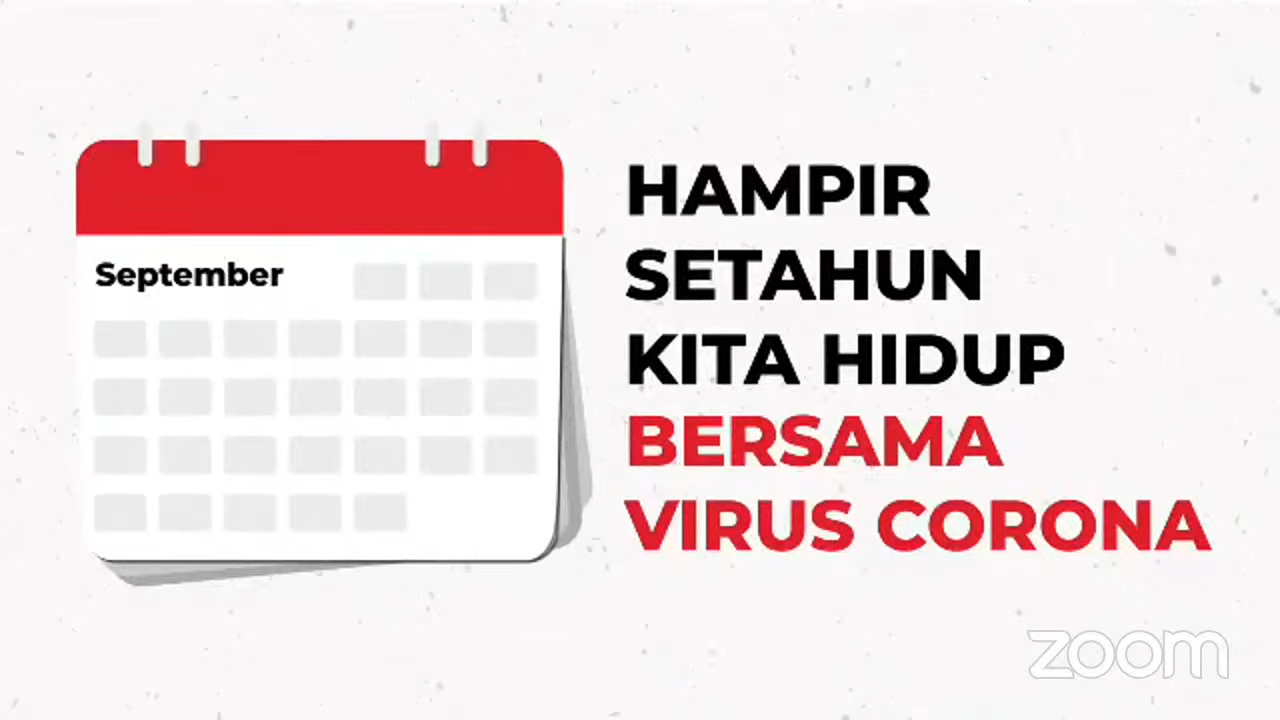 September
HAMPIR
SETAHUN
KITA HIDUP
BERSAMA
VIRUS CORONA
zoom